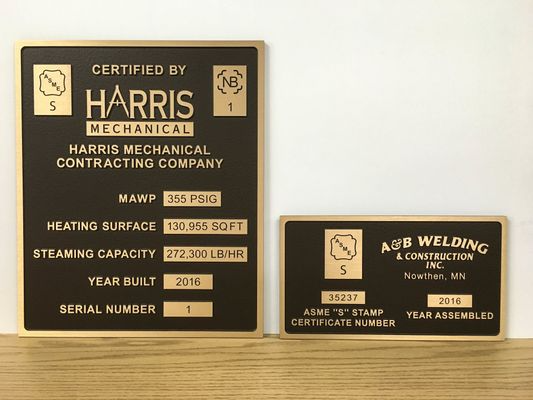 CERTIFIED BY
ASME
S
NB
1
HARRIS
MECHANICAL
HARRIS MECHANICAL
CONTRACTING COMPANY
MAWP 355 PSIG
HEATING SURFACE 130,955 SQ FT
STEAMING CAPACITY 272,300 LB/HR
YEAR BUILT 2016
SERIAL NUMBER 1
ASME
S
A&B WELDING
& CONSTRUCTION
INC.
Nowthen, MN
35237
ASME "S" STAMP
CERTIFICATE NUMBER
2016
YEAR ASSEMBLED